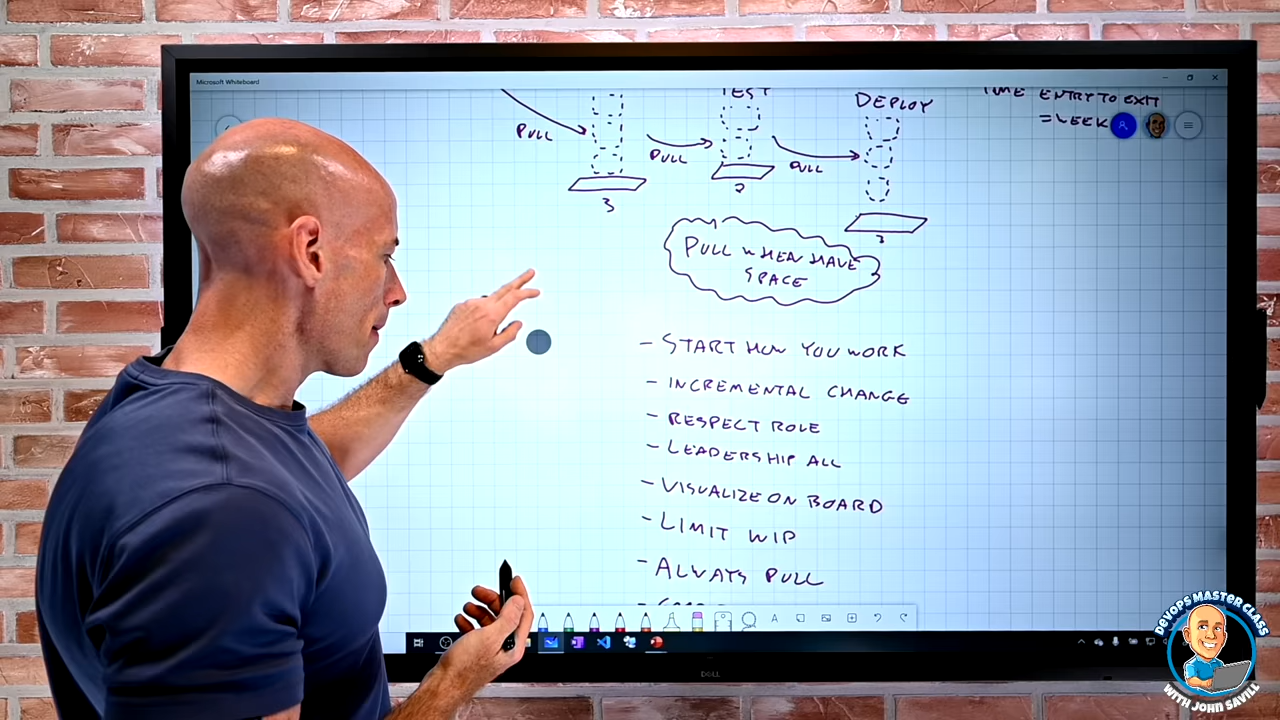 Microsoft Whiteboard
TEST
DEPLOY
TIME ENTRY TO EXIT
= WEEK
PULL
PULL
PULL
3
2
3
PULL WHEN HAVE
SPACE
- START HOW YOU WORK
- INCREMENTAL CHANGE
- RESPECT ROLE
- LEADERSHIP ALL
- VISUALIZE ON BOARD
- LIMIT WIP
- ALWAYS PULL
DELL
DEVOPS MASTER CLASS
WITH JOHN SAVILL